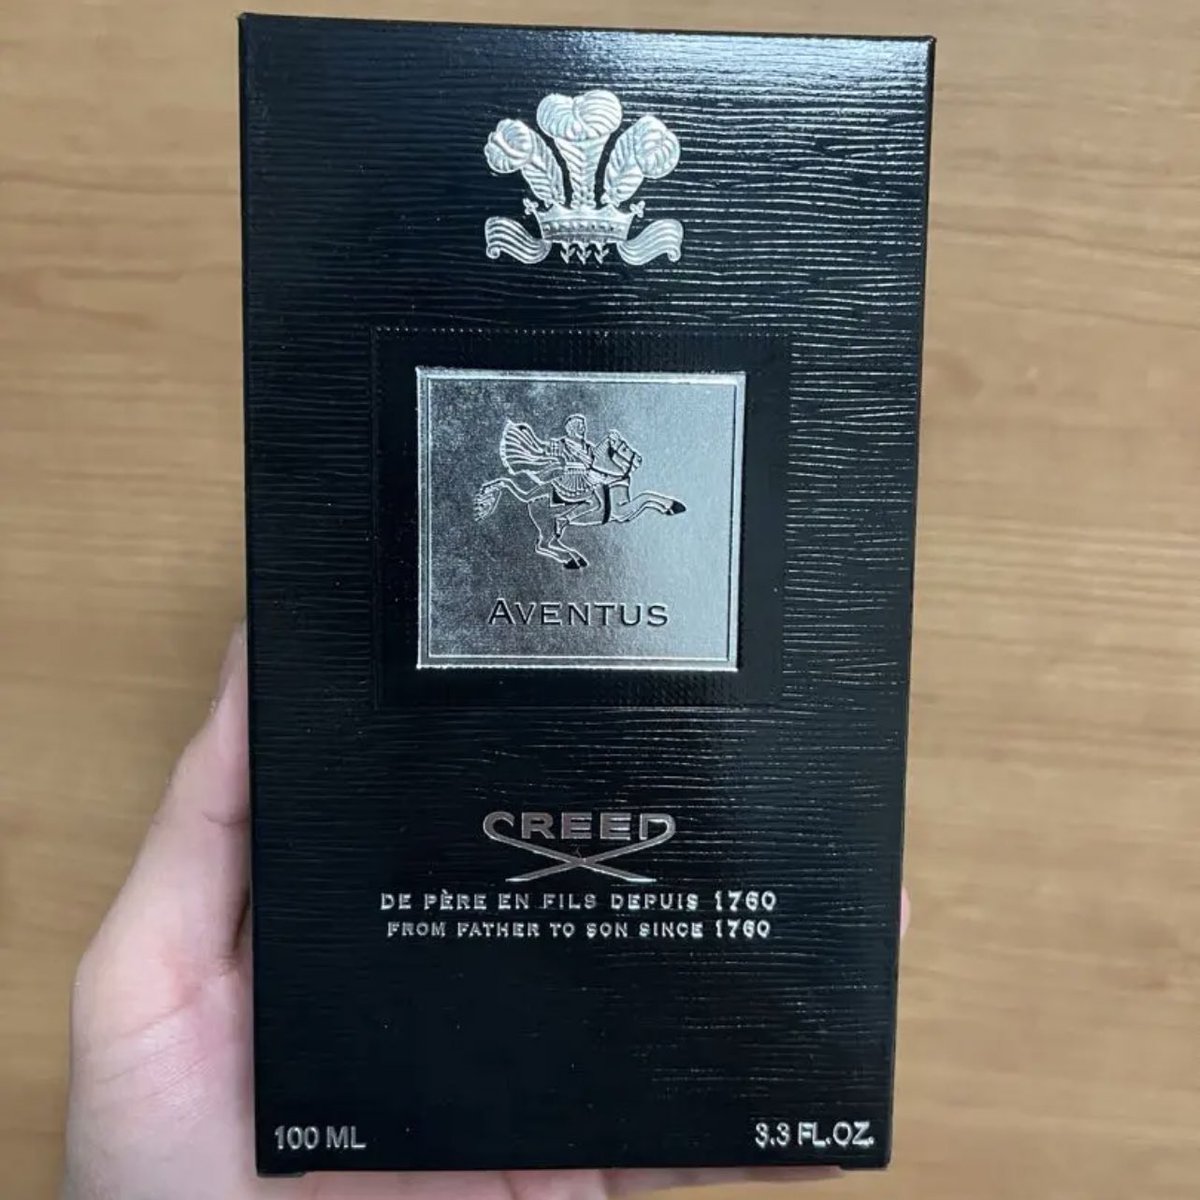 AVENTUS
CREED
DE PÈRE EN FILS DEPUIS 1760
FROM FATHER TO SON SINCE 1760
100 ML
3.3 FL.OZ.